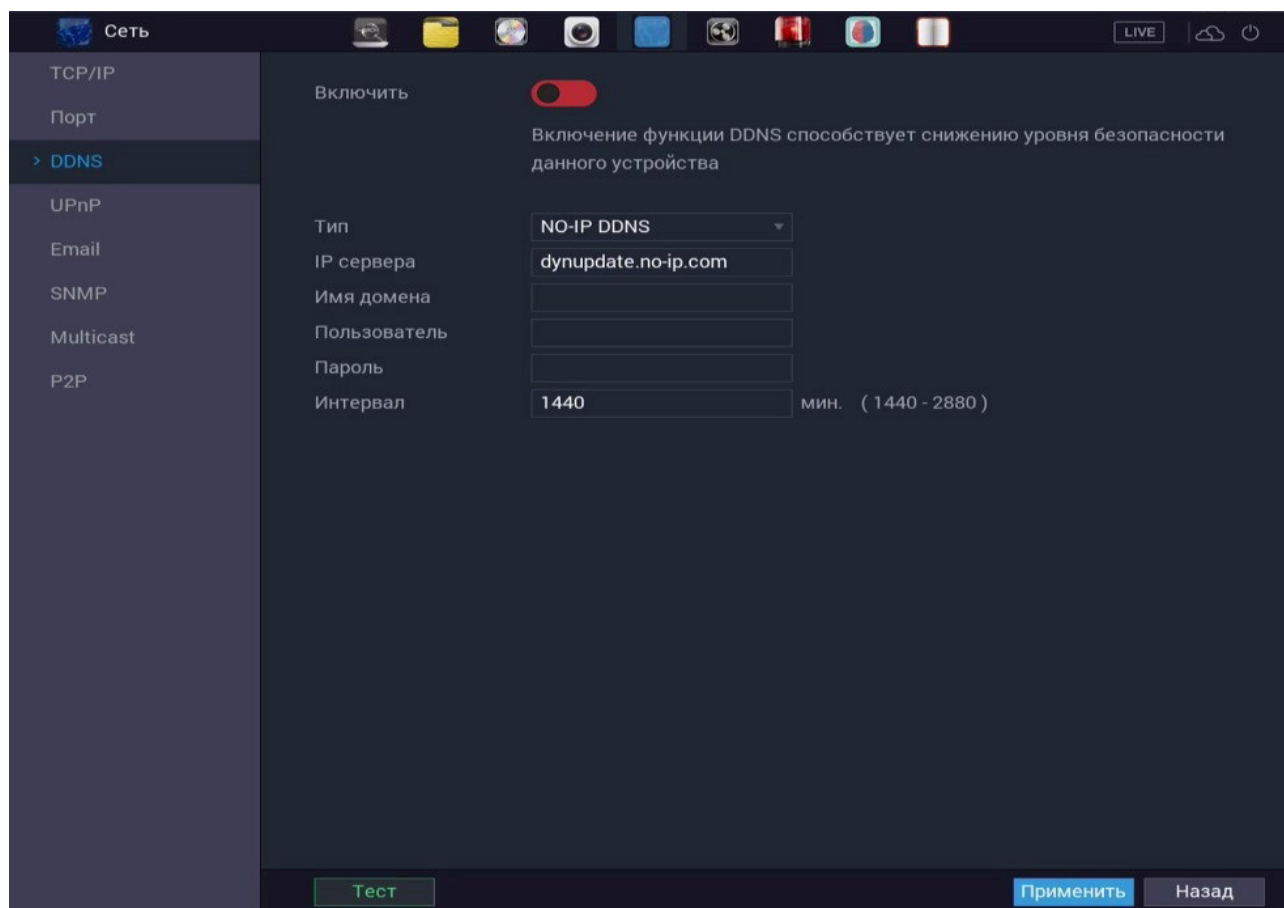 Сеть
LIVE
TCP/IP
Порт
> DDNS
UPnP
Email
SNMP
Multicast
P2P
Включить
Включение функции DDNS способствует снижению уровня безопасности
данного устройства
Тип NO-IP DDNS
IP сервера dynupdate.no-ip.com
Имя домена
Пользователь
Пароль
Интервал 1440 мин. ( 1440 - 2880 )
Тест Применить Назад